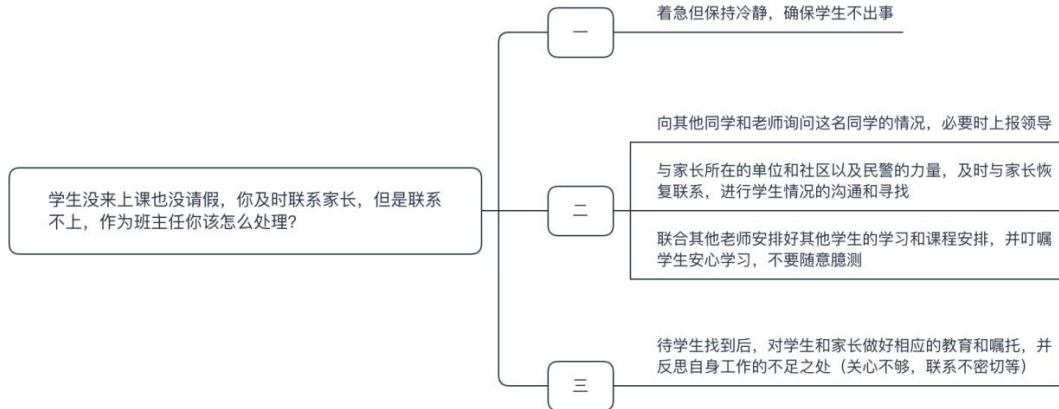 学生没来上课也没请假，你及时联系家长，但是联系
不上，作为班主任你该怎么处理？
一
着急但保持冷静，确保学生不出事
二
向其他同学和老师询问这名同学的情况，必要时上报领导
与家长所在的单位和社区以及民警的力量，及时与家长恢
复联系，进行学生情况的沟通和寻找
联合其他老师安排好其他学生的学习和课程安排，并叮嘱
学生安心学习，不要随意臆测
三
待学生找到后，对学生和家长做好相应的教育和嘱托，并
反思自身工作的不足之处（关心不够，联系不密切等）